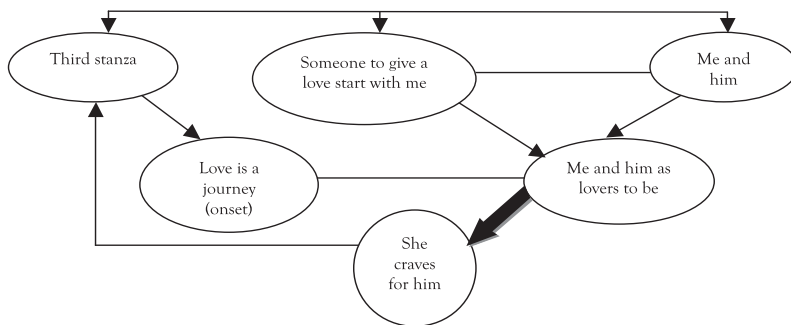 Third stanza
Someone to give a
love start with me
Me and
him
Love is a
journey
(onset)
Me and him as
lovers to be
She
craves
for him